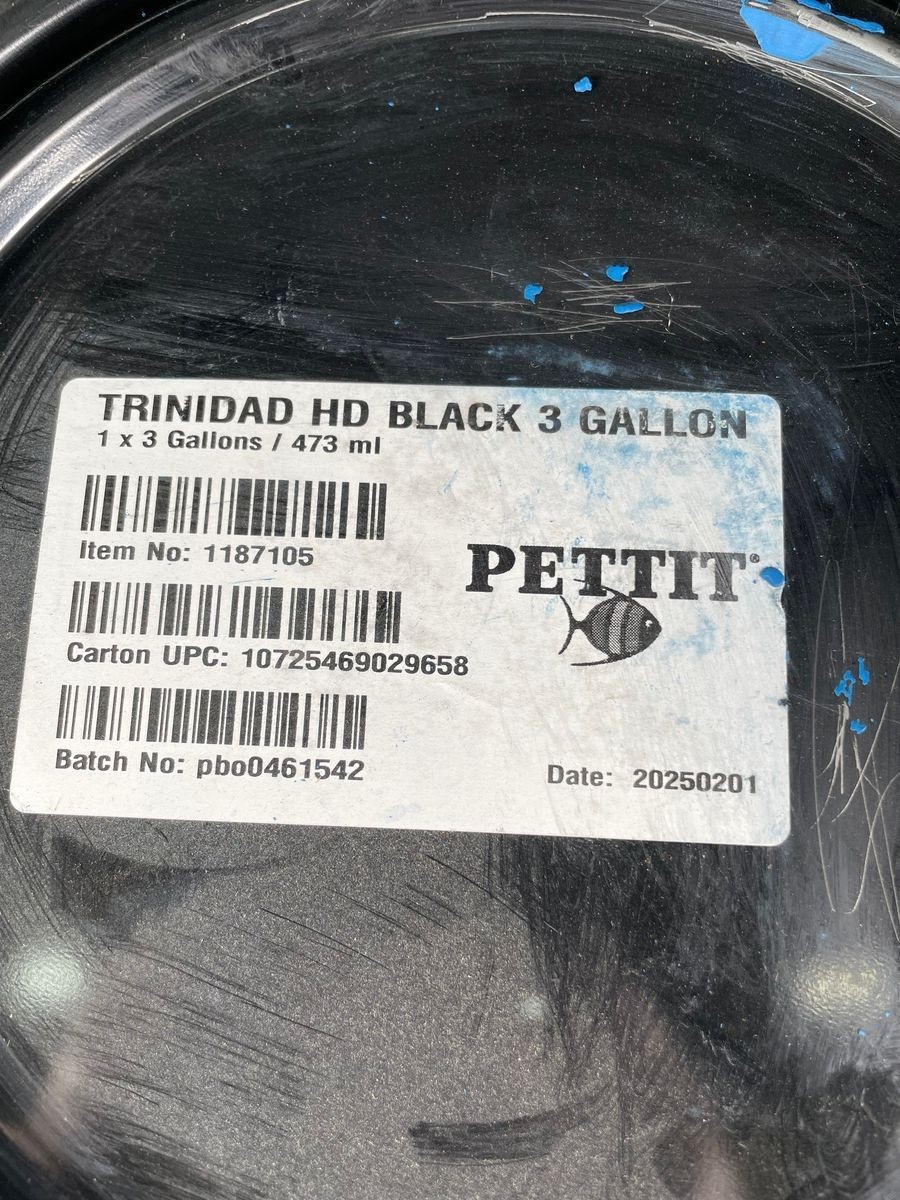 TRINIDAD HD BLACK 3 GALLON
1 x 3 Gallons / 473 ml
Item No: 1187105
PETTIT®
Carton UPC: 10725469029658
Batch No: pbo0461542
Date: 20250201